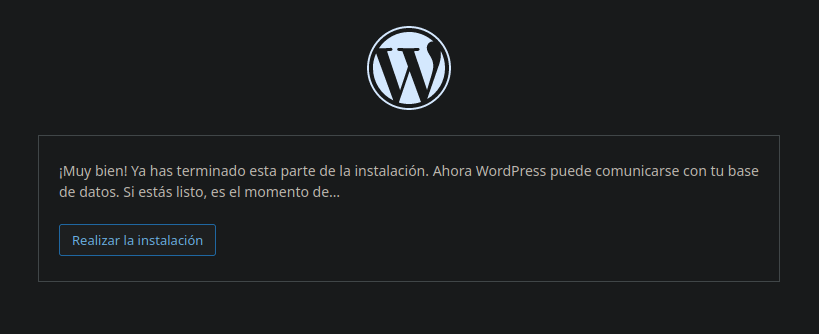 ¡Muy bien! Ya has terminado esta parte de la instalación. Ahora WordPress puede comunicarse con tu base
de datos. Si estás listo, es el momento de…
Realizar la instalación